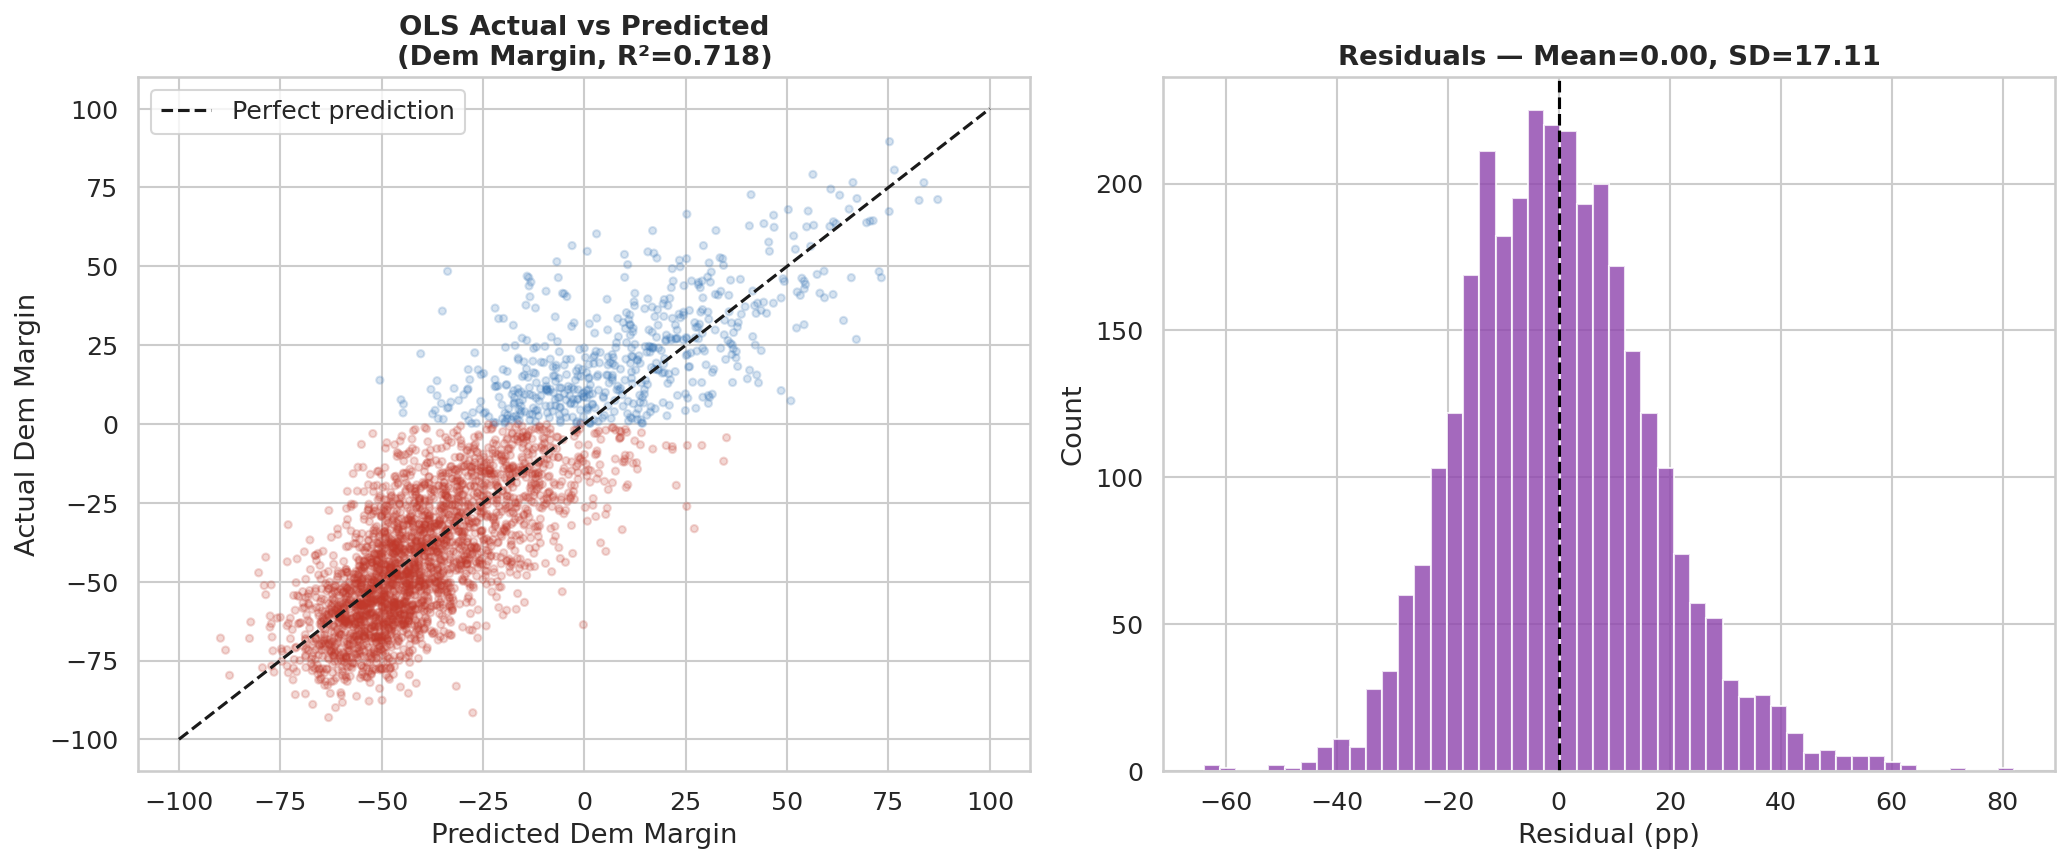 OLS Actual vs Predicted
(Dem Margin, R²=0.718)
Perfect prediction
100
75
50
25
0
−25
−50
−75
−100
Actual Dem Margin
−100 −75 −50 −25 0 25 50 75 100
Predicted Dem Margin
Residuals — Mean=0.00, SD=17.11
200
150
100
50
0
Count
−60 −40 −20 0 20 40 60 80
Residual (pp)